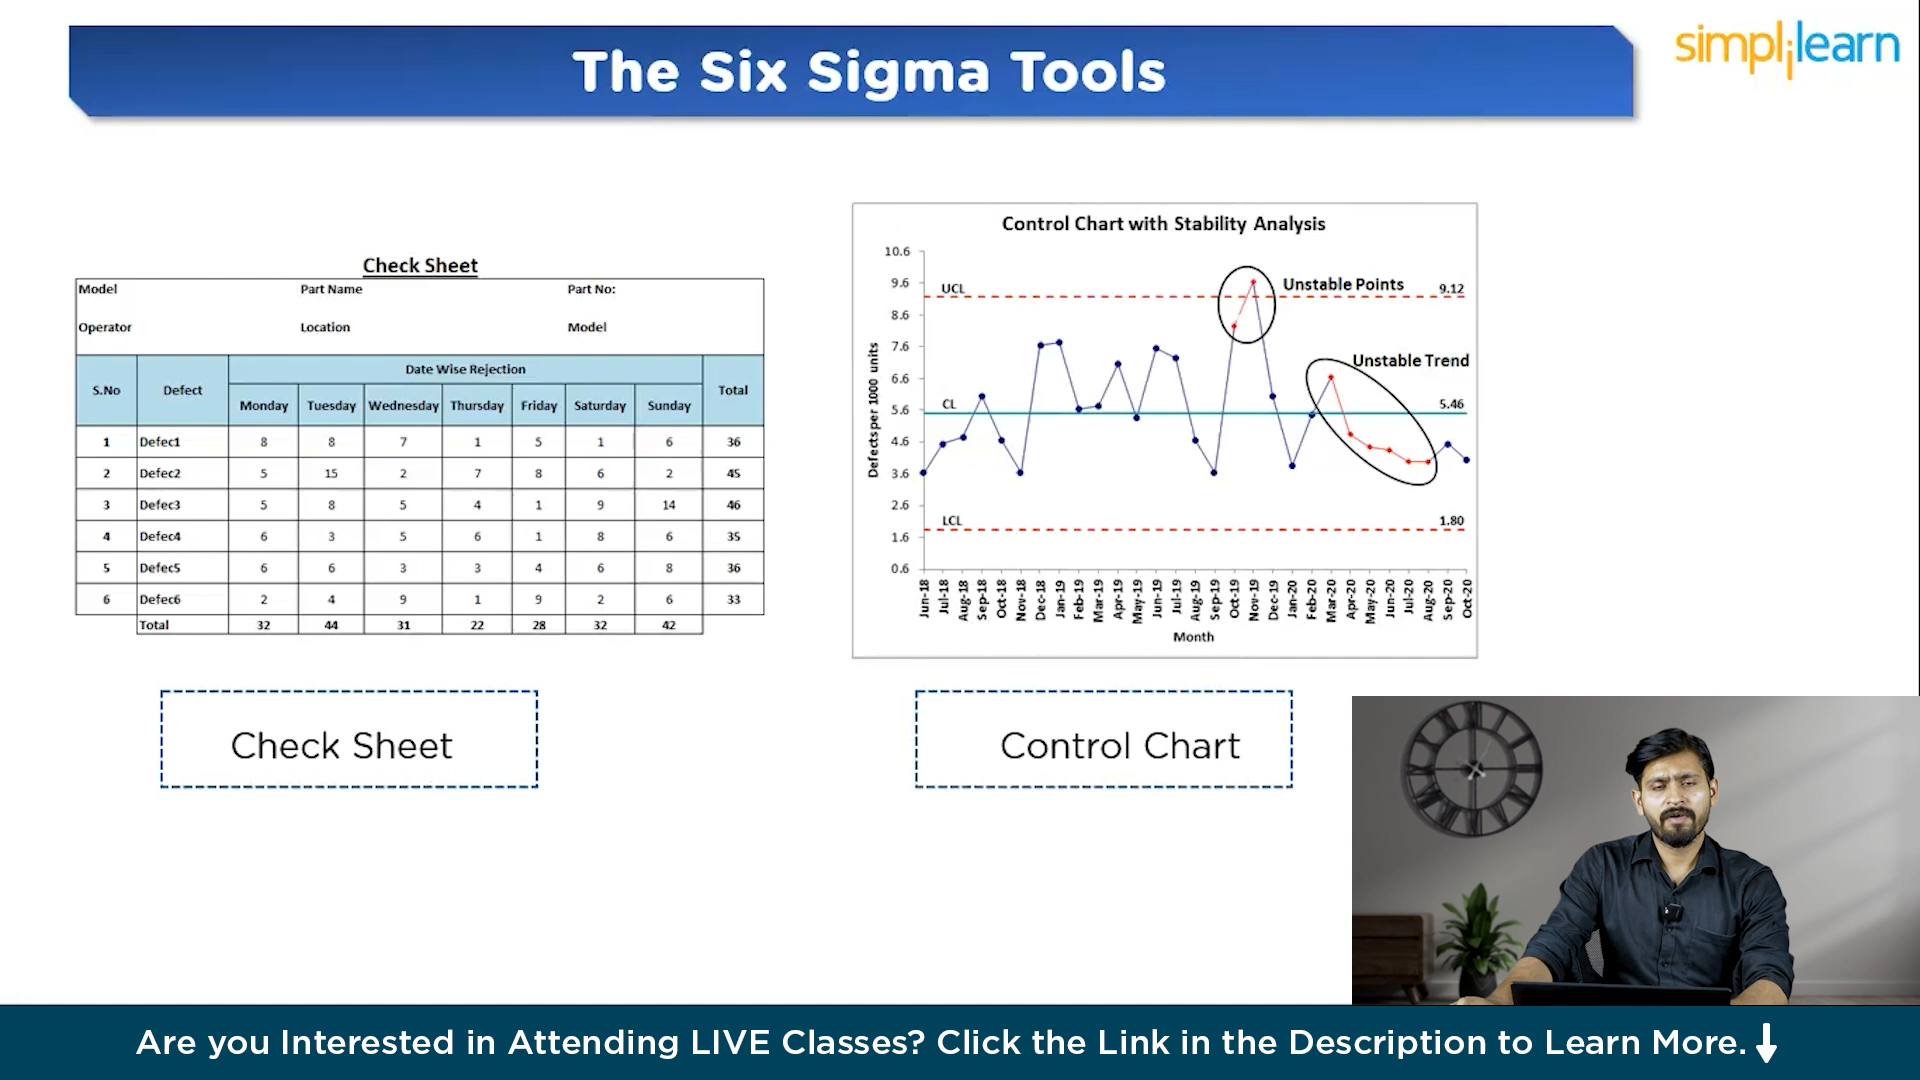 The Six Sigma Tools
simplilearn
Check Sheet
Model Part Name Part No:
Operator Location Model
S.No Defect Date Wise Rejection Total
Monday Tuesday Wednesday Thursday Friday Saturday Sunday
1 Defec1 8 8 7 1 5 1 6 36
2 Defec2 5 15 2 7 8 6 2 45
3 Defec3 5 8 5 4 1 9 14 46
4 Defec4 6 3 5 6 1 8 6 35
5 Defec5 6 6 3 3 4 6 8 36
6 Defec6 2 4 9 1 9 2 6 33
Total 32 44 31 22 28 32 42
Control Chart with Stability Analysis
10.6
9.6
8.6
7.6
6.6
5.6
4.6
3.6
2.6
1.6
0.6
Defects per 1000 units
UCL
Unstable Points
9.12
Unstable Trend
CL
5.46
LCL
1.80
Jun-18 Jul-18 Aug-18 Sep-18 Oct-18 Nov-18 Dec-18 Jan-19 Feb-19 Mar-19 Apr-19 May-19 Jun-19 Jul-19 Aug-19 Sep-19 Oct-19 Nov-19 Dec-19 Jan-20 Feb-20 Mar-20 Apr-20 May-20 Jun-20 Jul-20 Aug-20 Sep-20 Oct-20
Month
Check Sheet
Control Chart
Are you Interested in Attending LIVE Classes? Click the Link in the Description to Learn More.